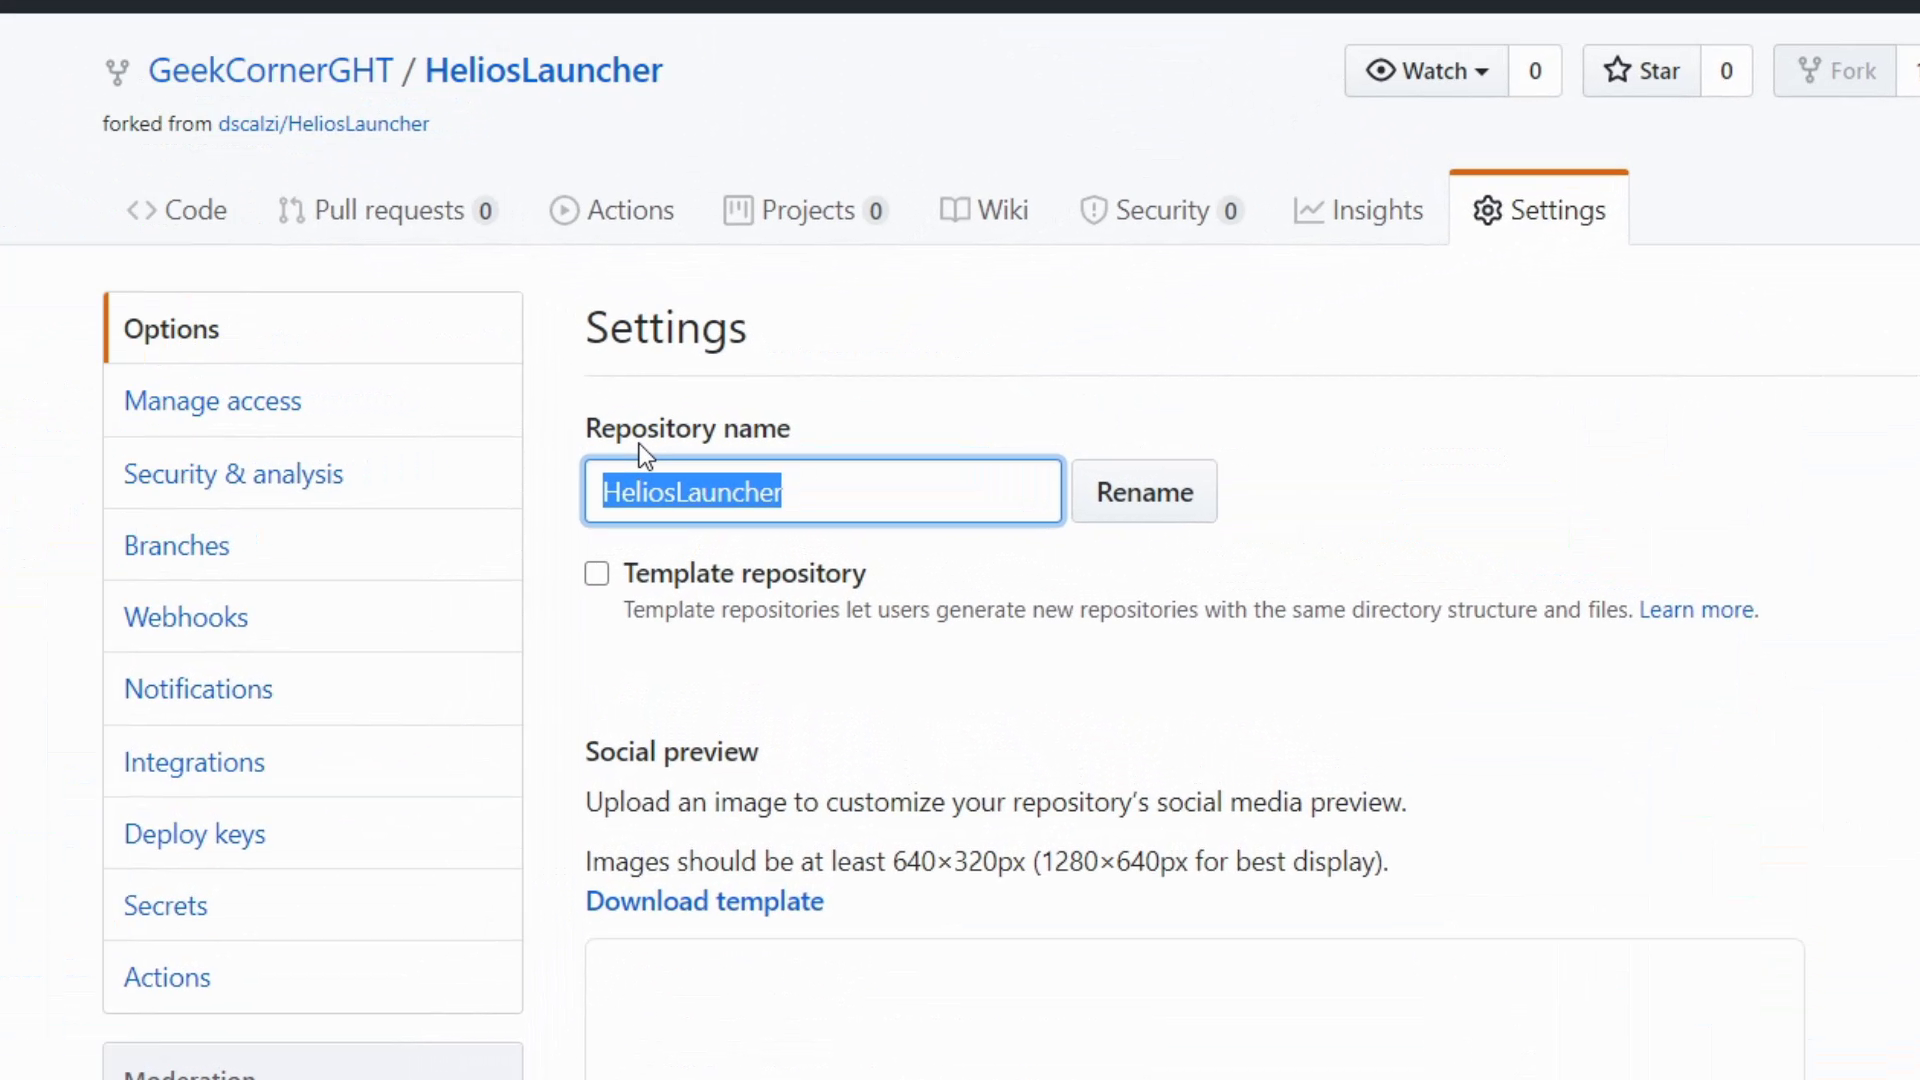 GeekCornerGHT / HeliosLauncher
Watch 0
Star 0
Fork
forked from dscalzi/HeliosLauncher
Code
Pull requests 0
Actions
Projects 0
Wiki
Security 0
Insights
Settings
Options
Manage access
Security & analysis
Branches
Webhooks
Notifications
Integrations
Deploy keys
Secrets
Actions
Moderation
Settings
Repository name
HeliosLauncher
Rename
Template repository
Template repositories let users generate new repositories with the same directory structure and files. Learn more.
Social preview
Upload an image to customize your repository’s social media preview.
Images should be at least 640×320px (1280×640px for best display).
Download template